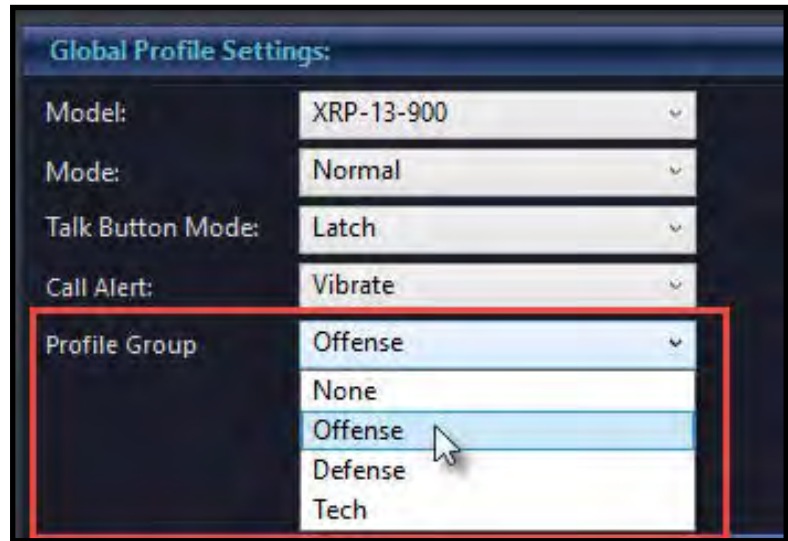 Global Profile Settings:
Model: XRP-13-900
Mode: Normal
Talk Button Mode: Latch
Call Alert: Vibrate
Profile Group Offense
None
Offense
Defense
Tech